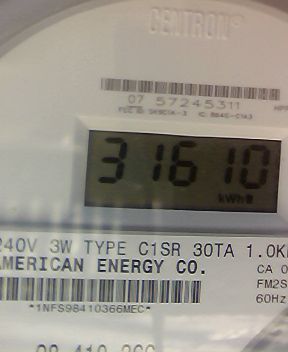 CENTRON®
07 57245311
31610
kWh
240V 3W TYPE C1SR 30TA 1.0K
AMERICAN ENERGY CO.
CA 0
FM2S
60Hz
*1NFS98410366MEC*